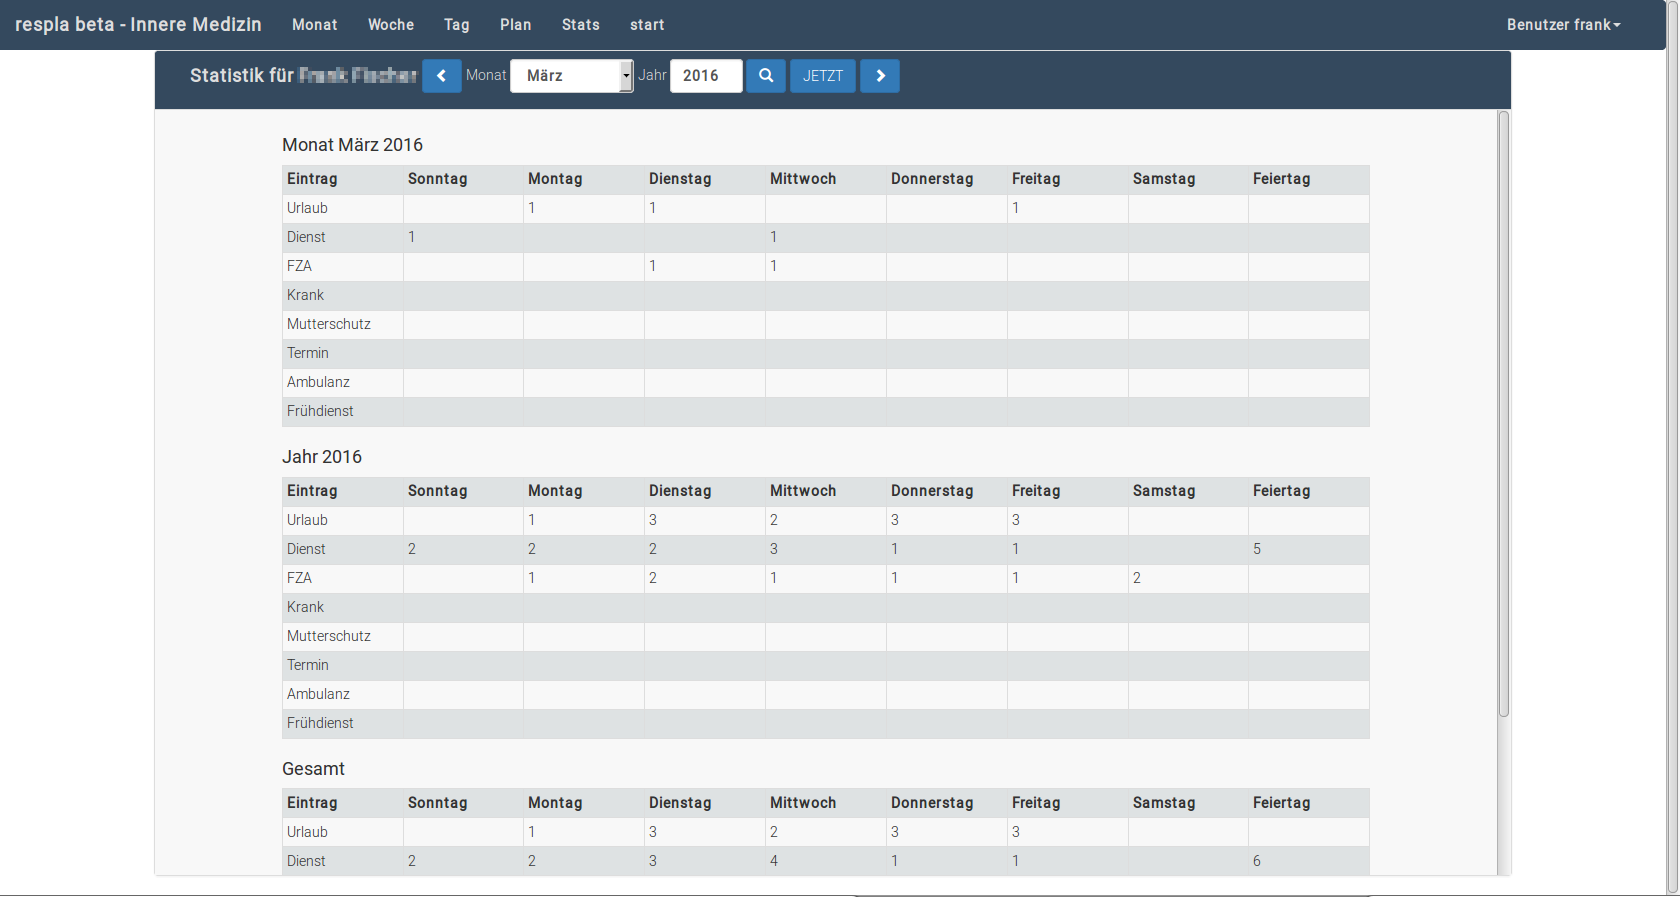 respla beta - Innere Medizin Monat Woche Tag Plan Stats start Benutzer frank
Statistik für Monat März Jahr 2016 JETZT
Monat März 2016
Eintrag Sonntag Montag Dienstag Mittwoch Donnerstag Freitag Samstag Feiertag
Urlaub 1 1 1
Dienst 1 1
FZA 1 1
Krank
Mutterschutz
Termin
Ambulanz
Frühdienst
Jahr 2016
Eintrag Sonntag Montag Dienstag Mittwoch Donnerstag Freitag Samstag Feiertag
Urlaub 1 3 2 3 3
Dienst 2 2 2 3 1 1 5
FZA 1 2 1 1 1 2
Krank
Mutterschutz
Termin
Ambulanz
Frühdienst
Gesamt
Eintrag Sonntag Montag Dienstag Mittwoch Donnerstag Freitag Samstag Feiertag
Urlaub 1 3 2 3 3
Dienst 2 2 3 4 1 1 6